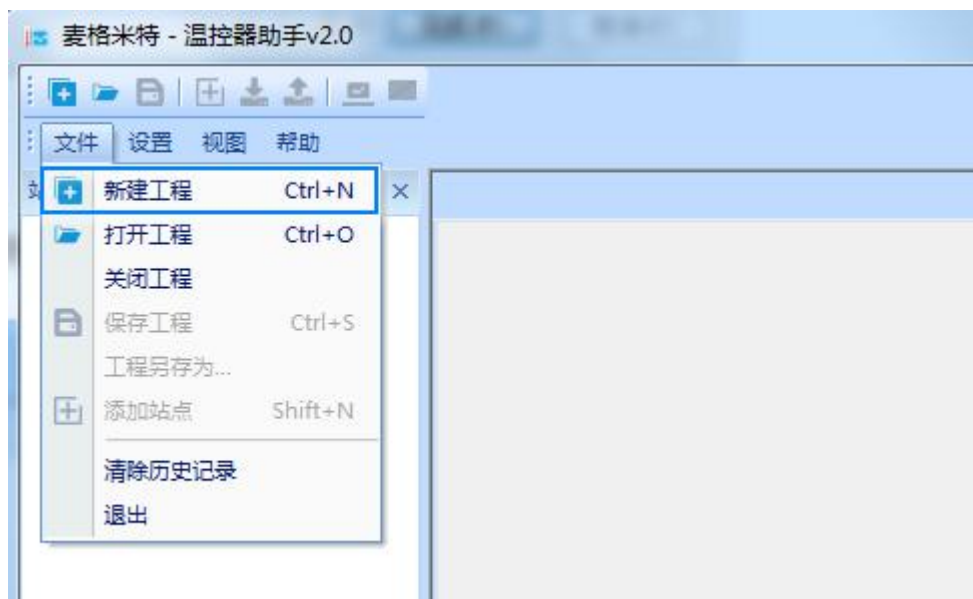 麦格米特 - 温控器助手v2.0
文件 设置 视图 帮助
新建工程 Ctrl+N
打开工程 Ctrl+O
关闭工程
保存工程 Ctrl+S
工程另存为...
添加站点 Shift+N
清除历史记录
退出